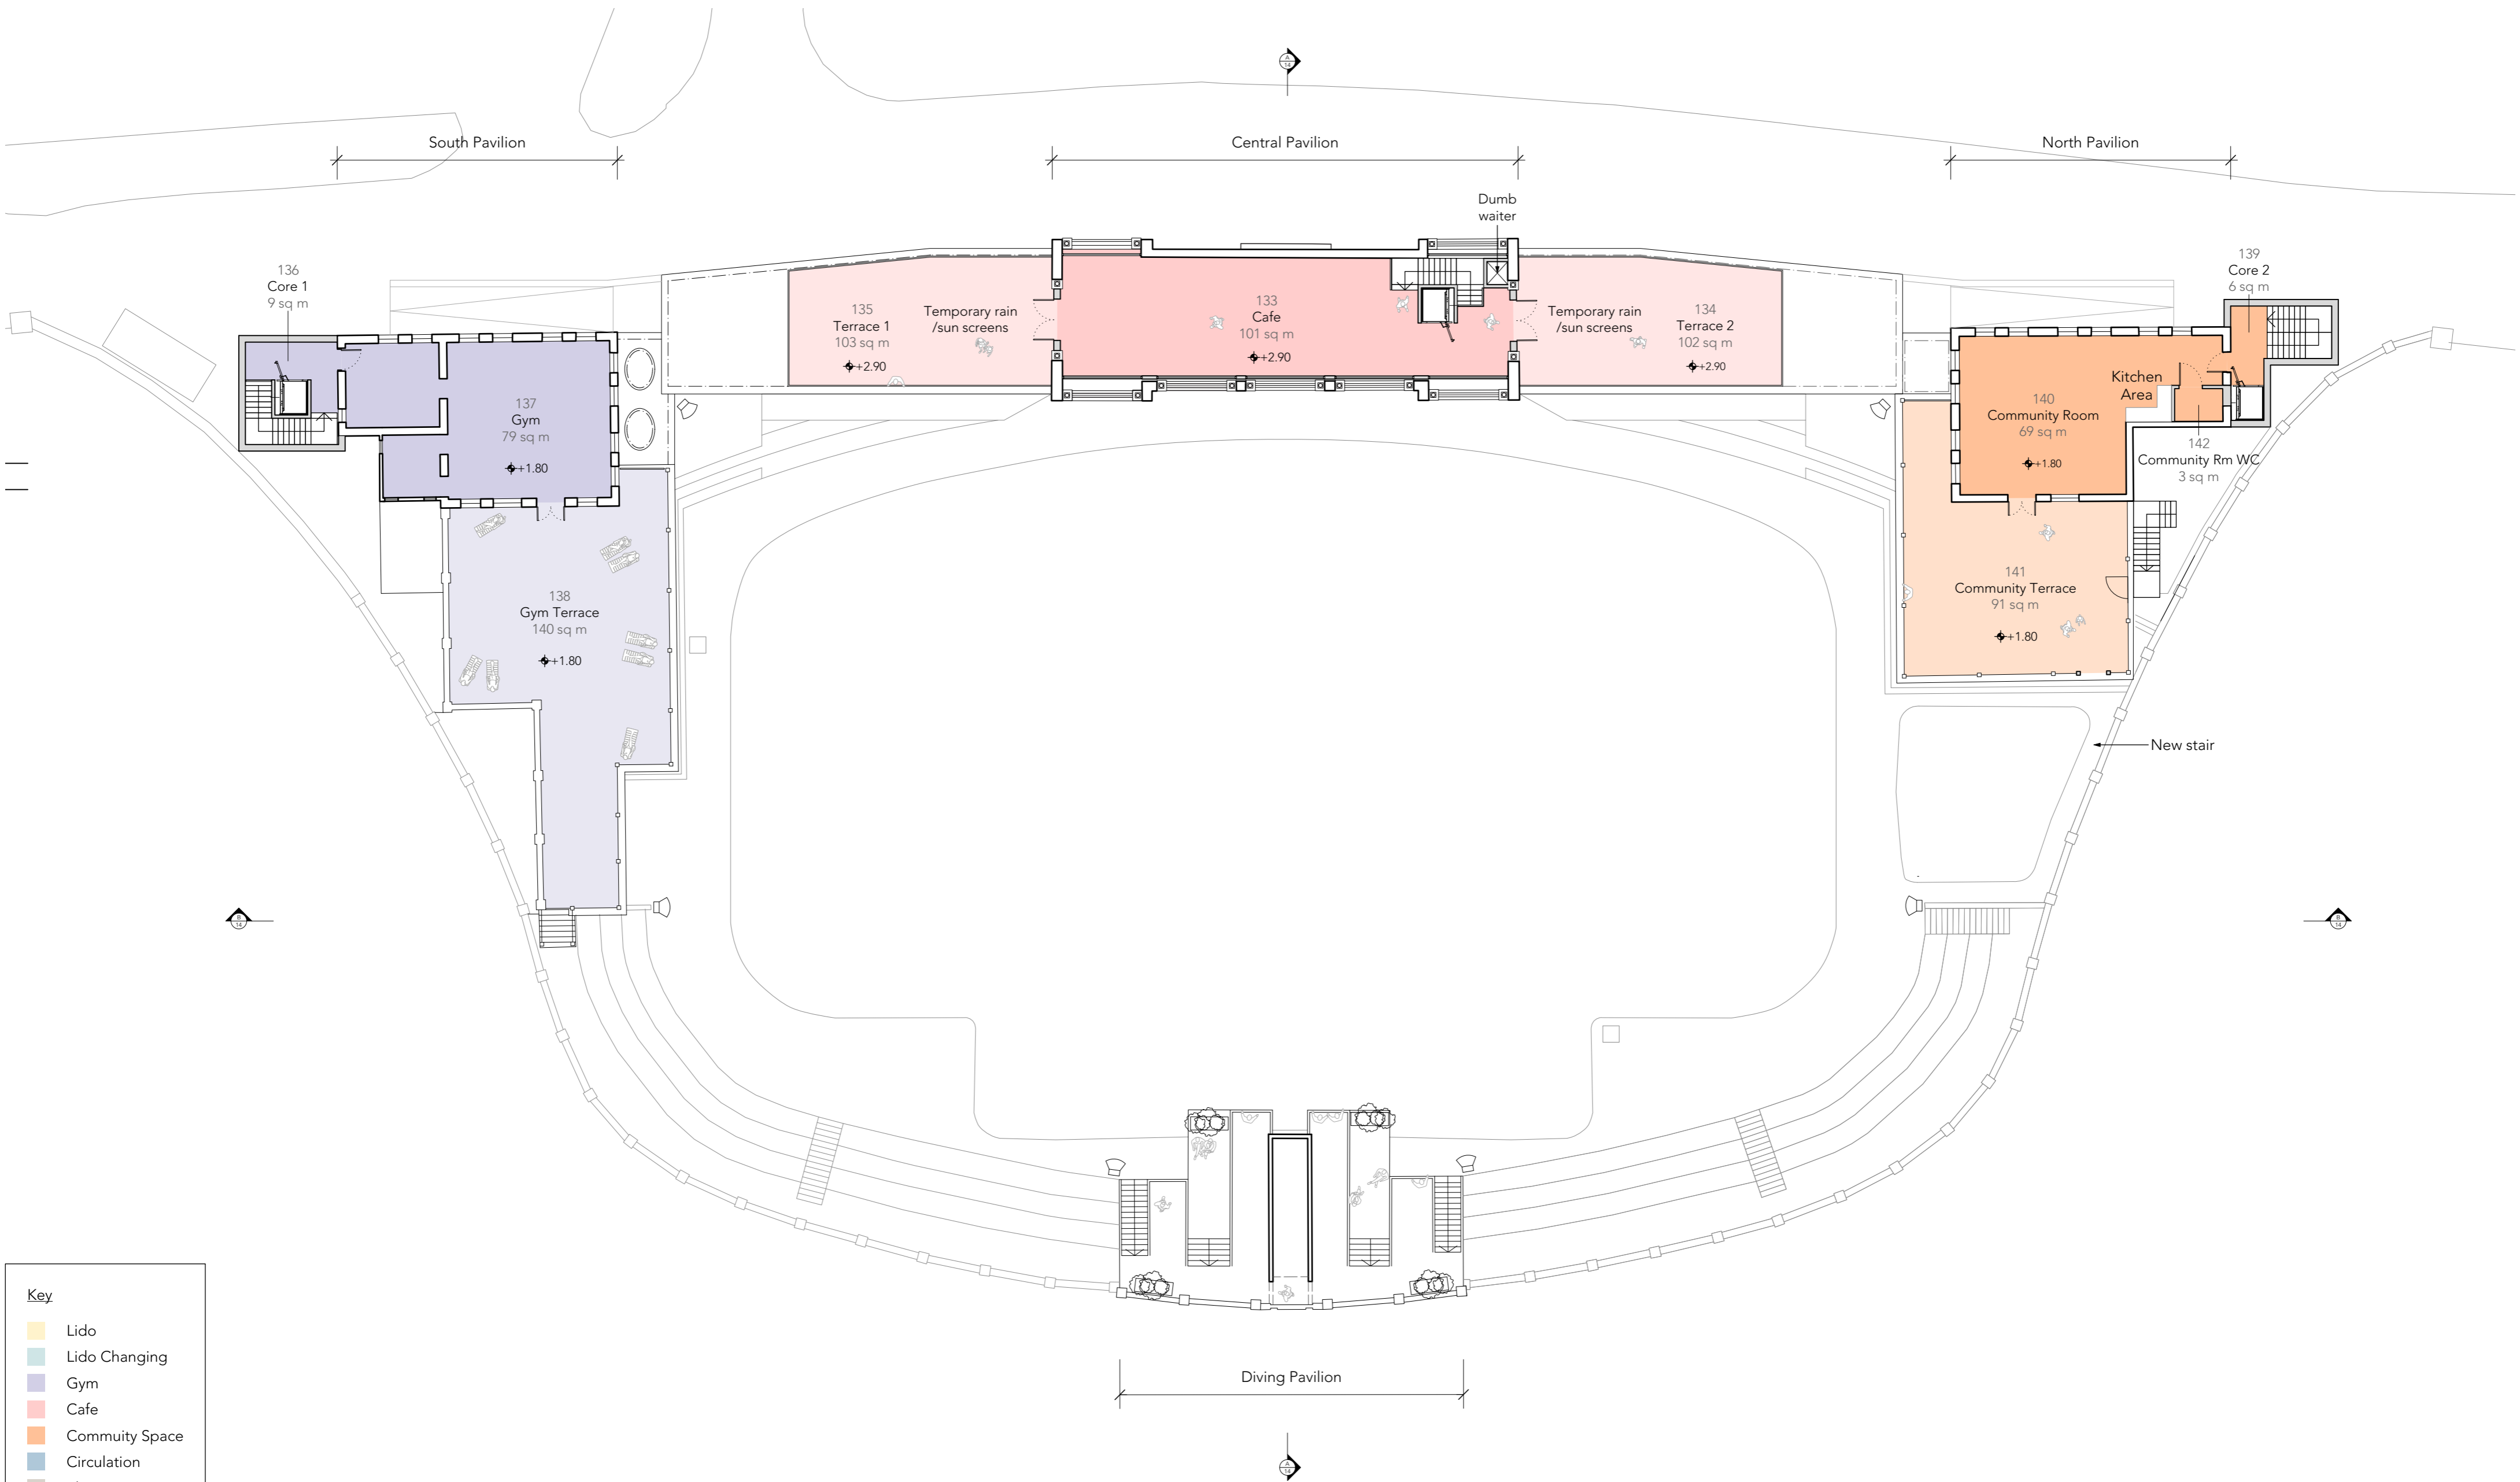 A
14
South Pavilion
Central Pavilion
North Pavilion
Dumb
waiter
136
Core 1
9 sq m
139
Core 2
6 sq m
135
Terrace 1
103 sq m
+2.90
Temporary rain
/sun screens
133
Cafe
101 sq m
+2.90
Temporary rain
/sun screens
134
Terrace 2
102 sq m
+2.90
137
Gym
79 sq m
+1.80
Kitchen
Area
140
Community Room
69 sq m
+1.80
142
Community Rm WC
3 sq m
138
Gym Terrace
140 sq m
+1.80
141
Community Terrace
91 sq m
+1.80
New stair
B
14
B
14
Key
Lido
Lido Changing
Gym
Cafe
Commuity Space
Circulation
Diving Pavilion
A
14